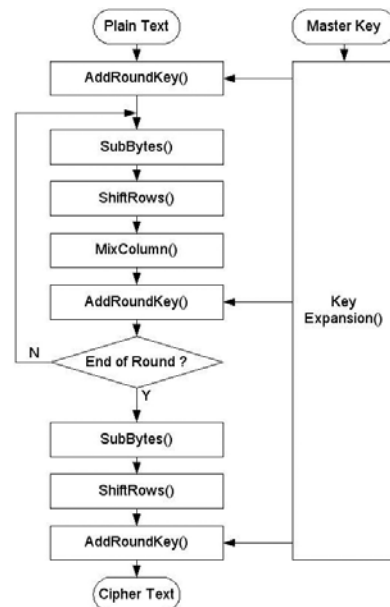 Plain Text
Master Key
AddRoundKey()
SubBytes()
ShiftRows()
MixColumn()
AddRoundKey()
Key
Expansion()
N
End of Round ?
Y
SubBytes()
ShiftRows()
AddRoundKey()
Cipher Text